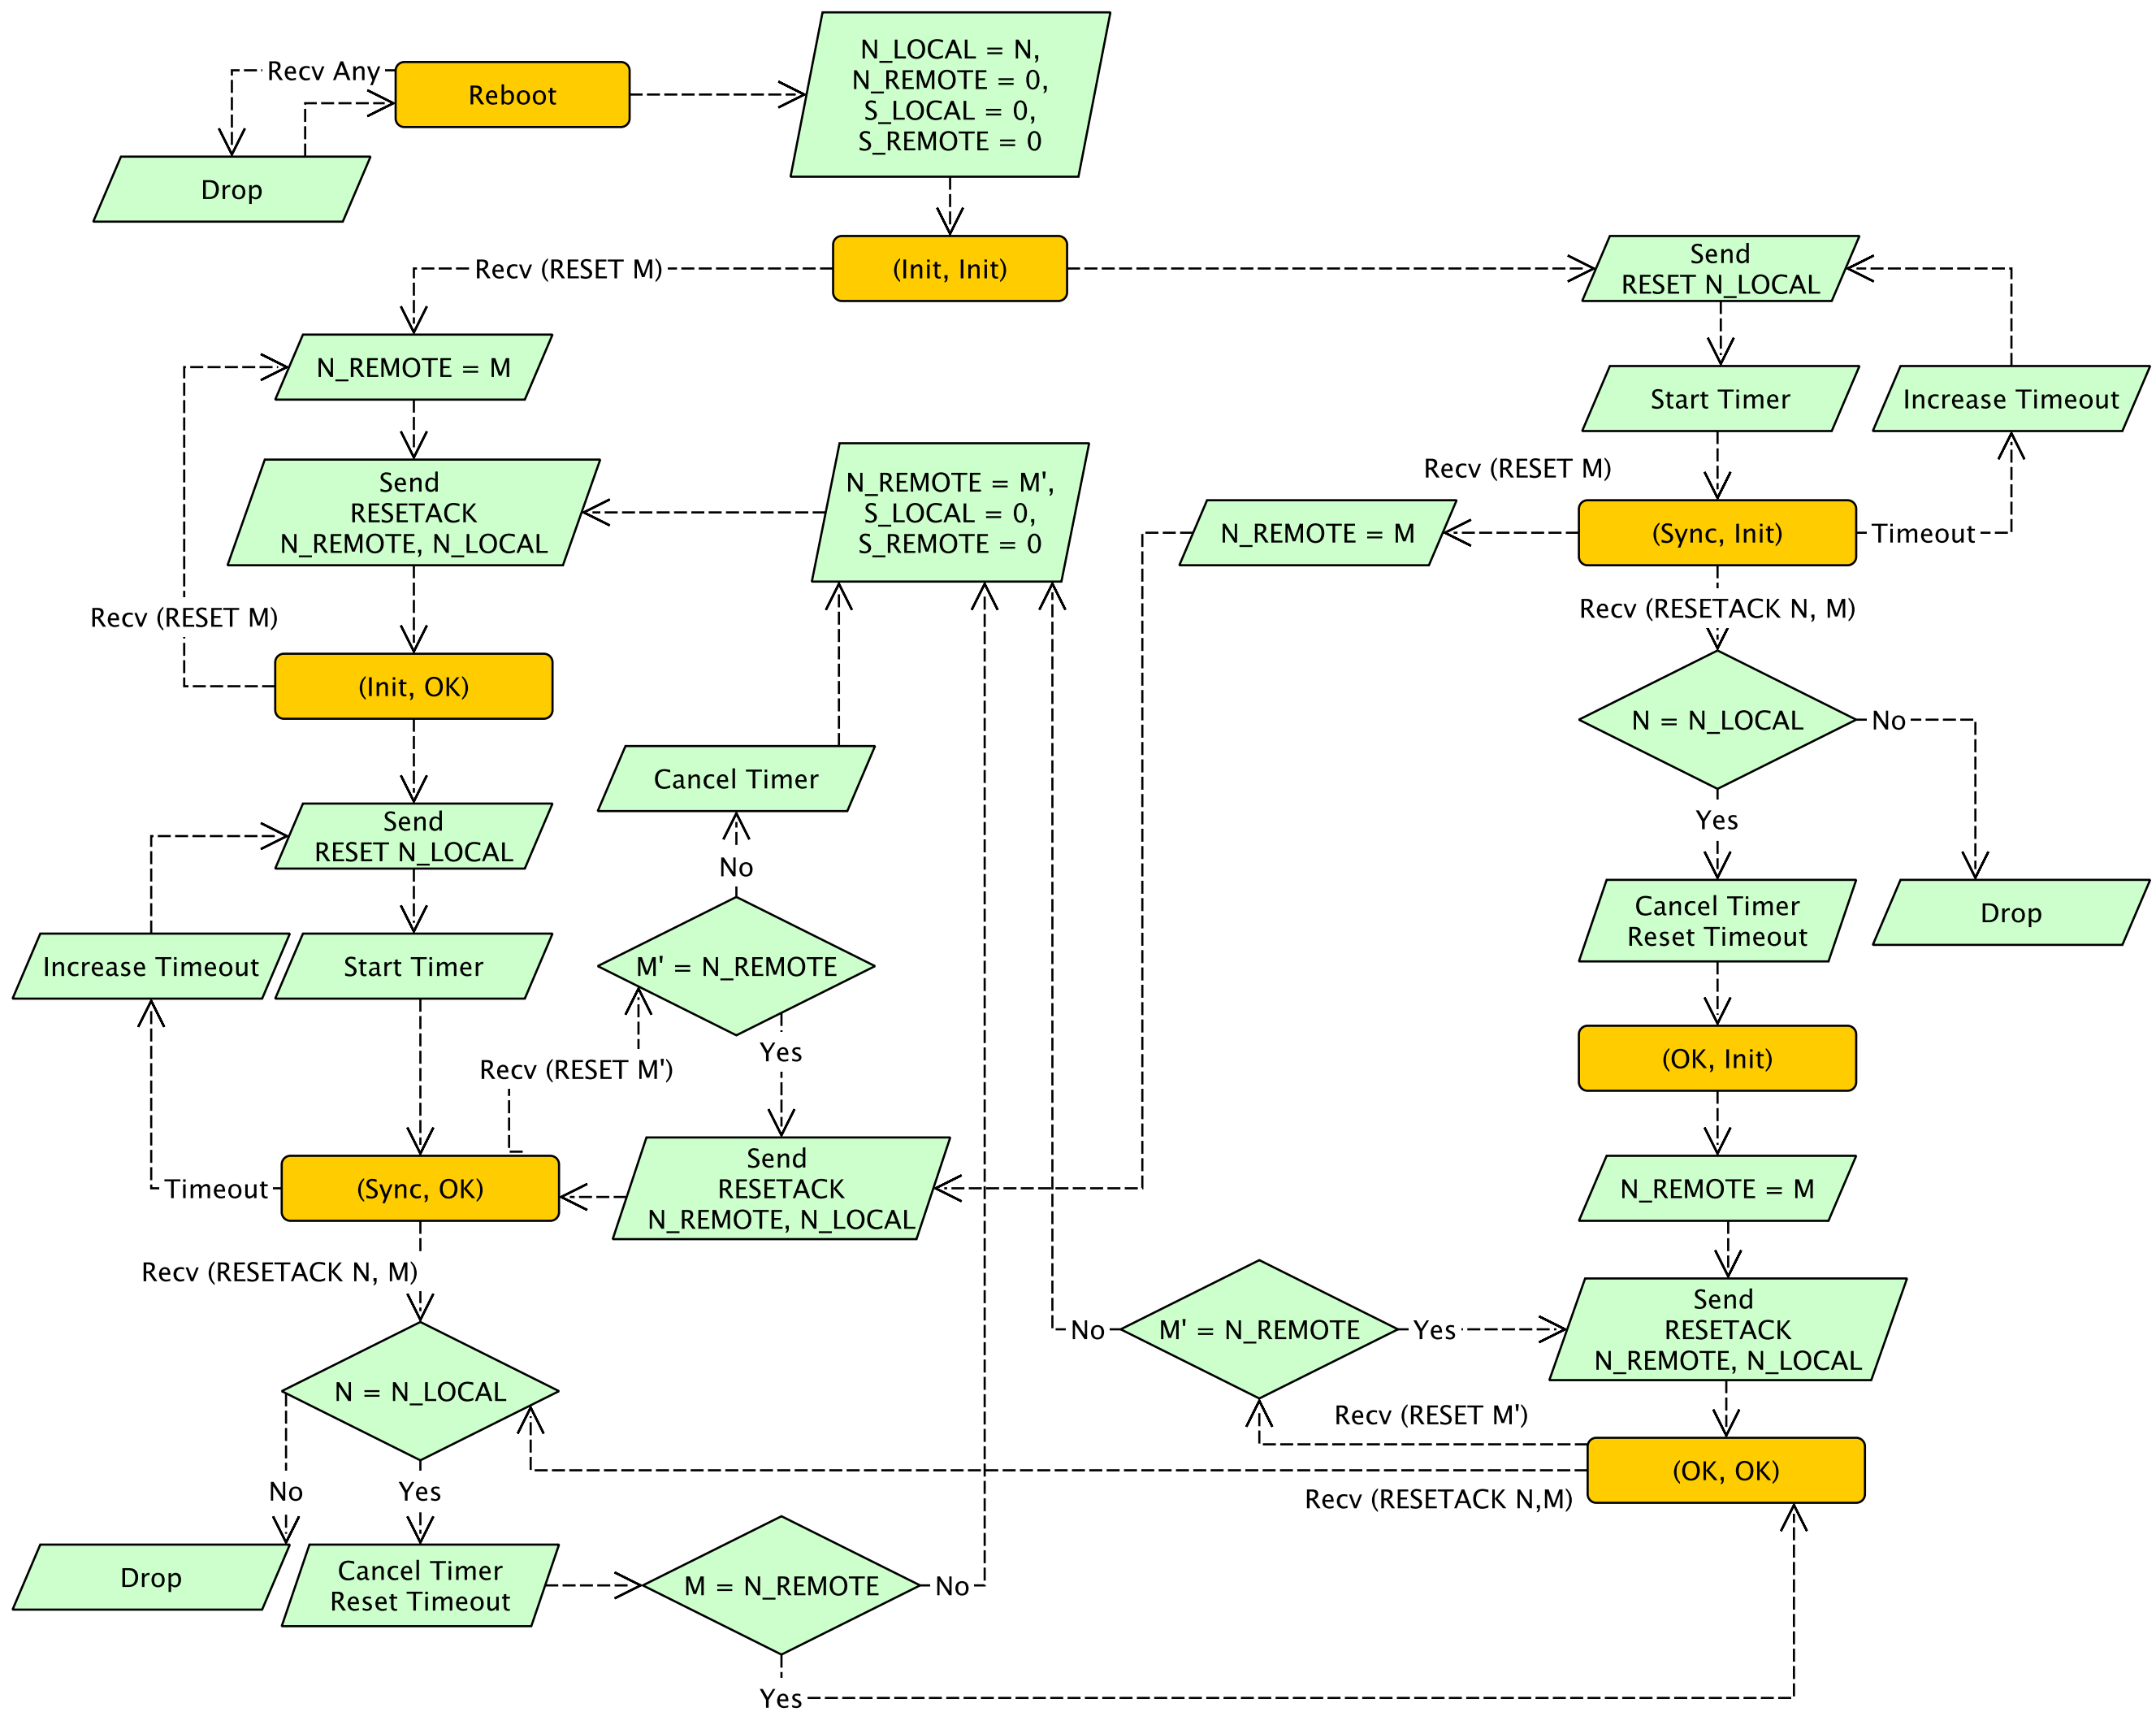 N_LOCAL = N,
N_REMOTE = 0,
S_LOCAL = 0,
S_REMOTE = 0
Recv Any
Reboot
Drop
(Init, Init)
Recv (RESET M)
Send
RESET N_LOCAL
N_REMOTE = M
Start Timer
Increase Timeout
Recv (RESET M)
Send
RESETACK
N_REMOTE, N_LOCAL
N_REMOTE = M',
S_LOCAL = 0,
S_REMOTE = 0
N_REMOTE = M
(Sync, Init)
Timeout
Recv (RESET M)
Recv (RESETACK N, M)
(Init, OK)
N = N_LOCAL
No
Cancel Timer
Yes
Send
RESET N_LOCAL
No
Cancel Timer
Reset Timeout
Drop
Increase Timeout
Start Timer
M' = N_REMOTE
Yes
Recv (RESET M')
(OK, Init)
Send
RESETACK
N_REMOTE, N_LOCAL
Timeout
(Sync, OK)
N_REMOTE = M
Recv (RESETACK N, M)
No
M' = N_REMOTE
Yes
Send
RESETACK
N_REMOTE, N_LOCAL
N = N_LOCAL
Recv (RESET M')
(OK, OK)
No
Yes
Recv (RESETACK N,M)
Drop
Cancel Timer
Reset Timeout
M = N_REMOTE
No
Yes